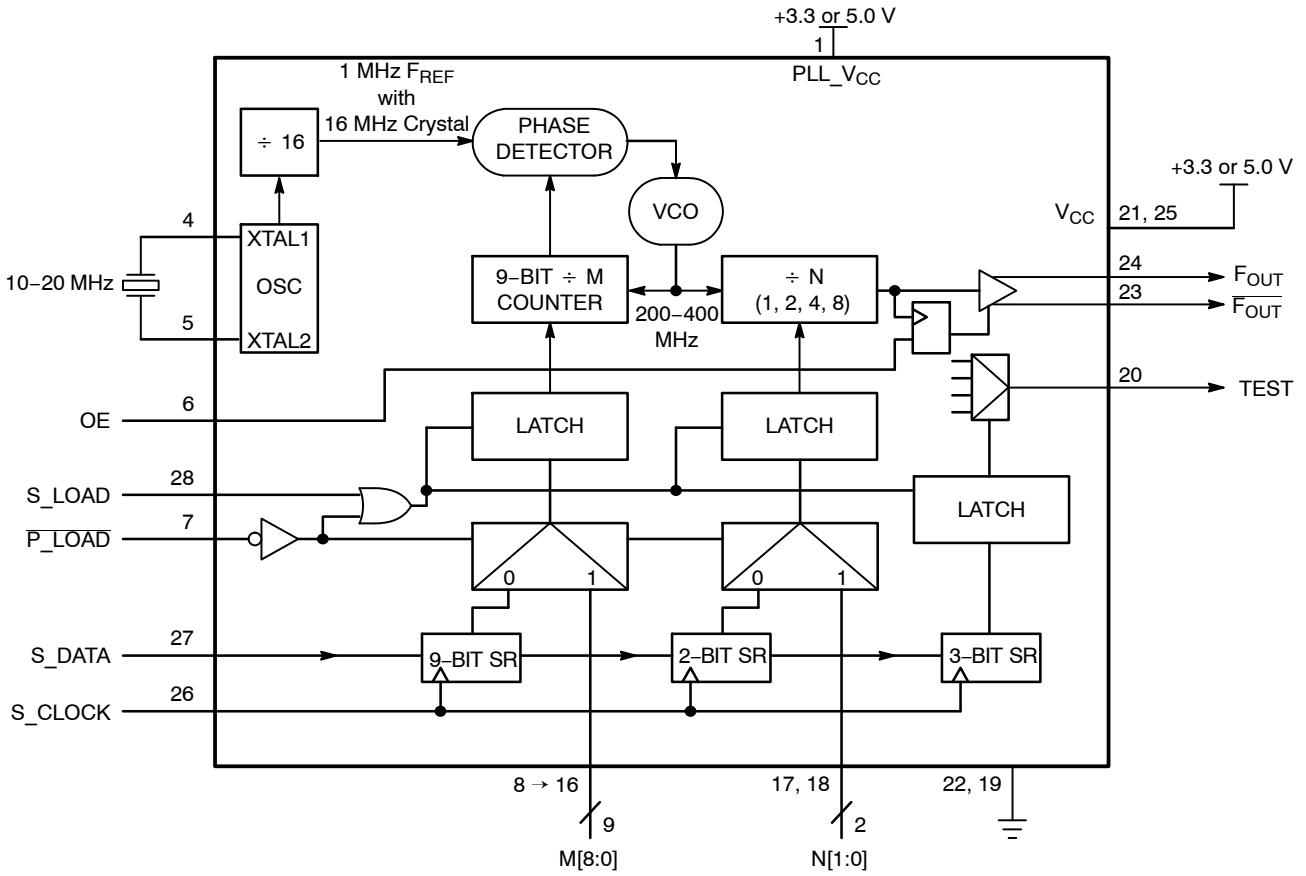 +3.3 or 5.0 V
1
PLL_VCC
1 MHz FREF
with
16 MHz Crystal
÷ 16
PHASE
DETECTOR
VCO
+3.3 or 5.0 V
VCC
21, 25
4
XTAL1
10−20 MHz
OSC
5
XTAL2
9−BIT ÷ M
COUNTER
200−400
MHz
÷ N
(1, 2, 4, 8)
24
FOUT
23
F̅OUT
20
TEST
OE
6
LATCH
LATCH
S_LOAD
28
P_LOAD
7
LATCH
0
1
0
1
S_DATA
27
9−BIT SR
2−BIT SR
3−BIT SR
S_CLOCK
26
8 → 16
17, 18
22, 19
9
2
M[8:0]
N[1:0]